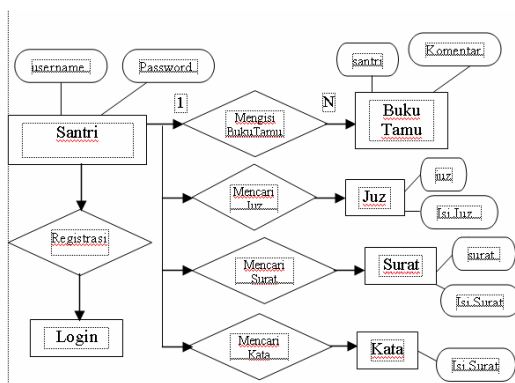 username
Password
santri
Komentar
Santri
1
Mengisi
BukuTamu
N
Buku
Tamu
Mencari
Juz
Juz
juz
Isi Juz
Registrasi
Mencari
Surat
Surat
surat
Isi Surat
Login
Mencari
Kata
Kata
Isi Surat